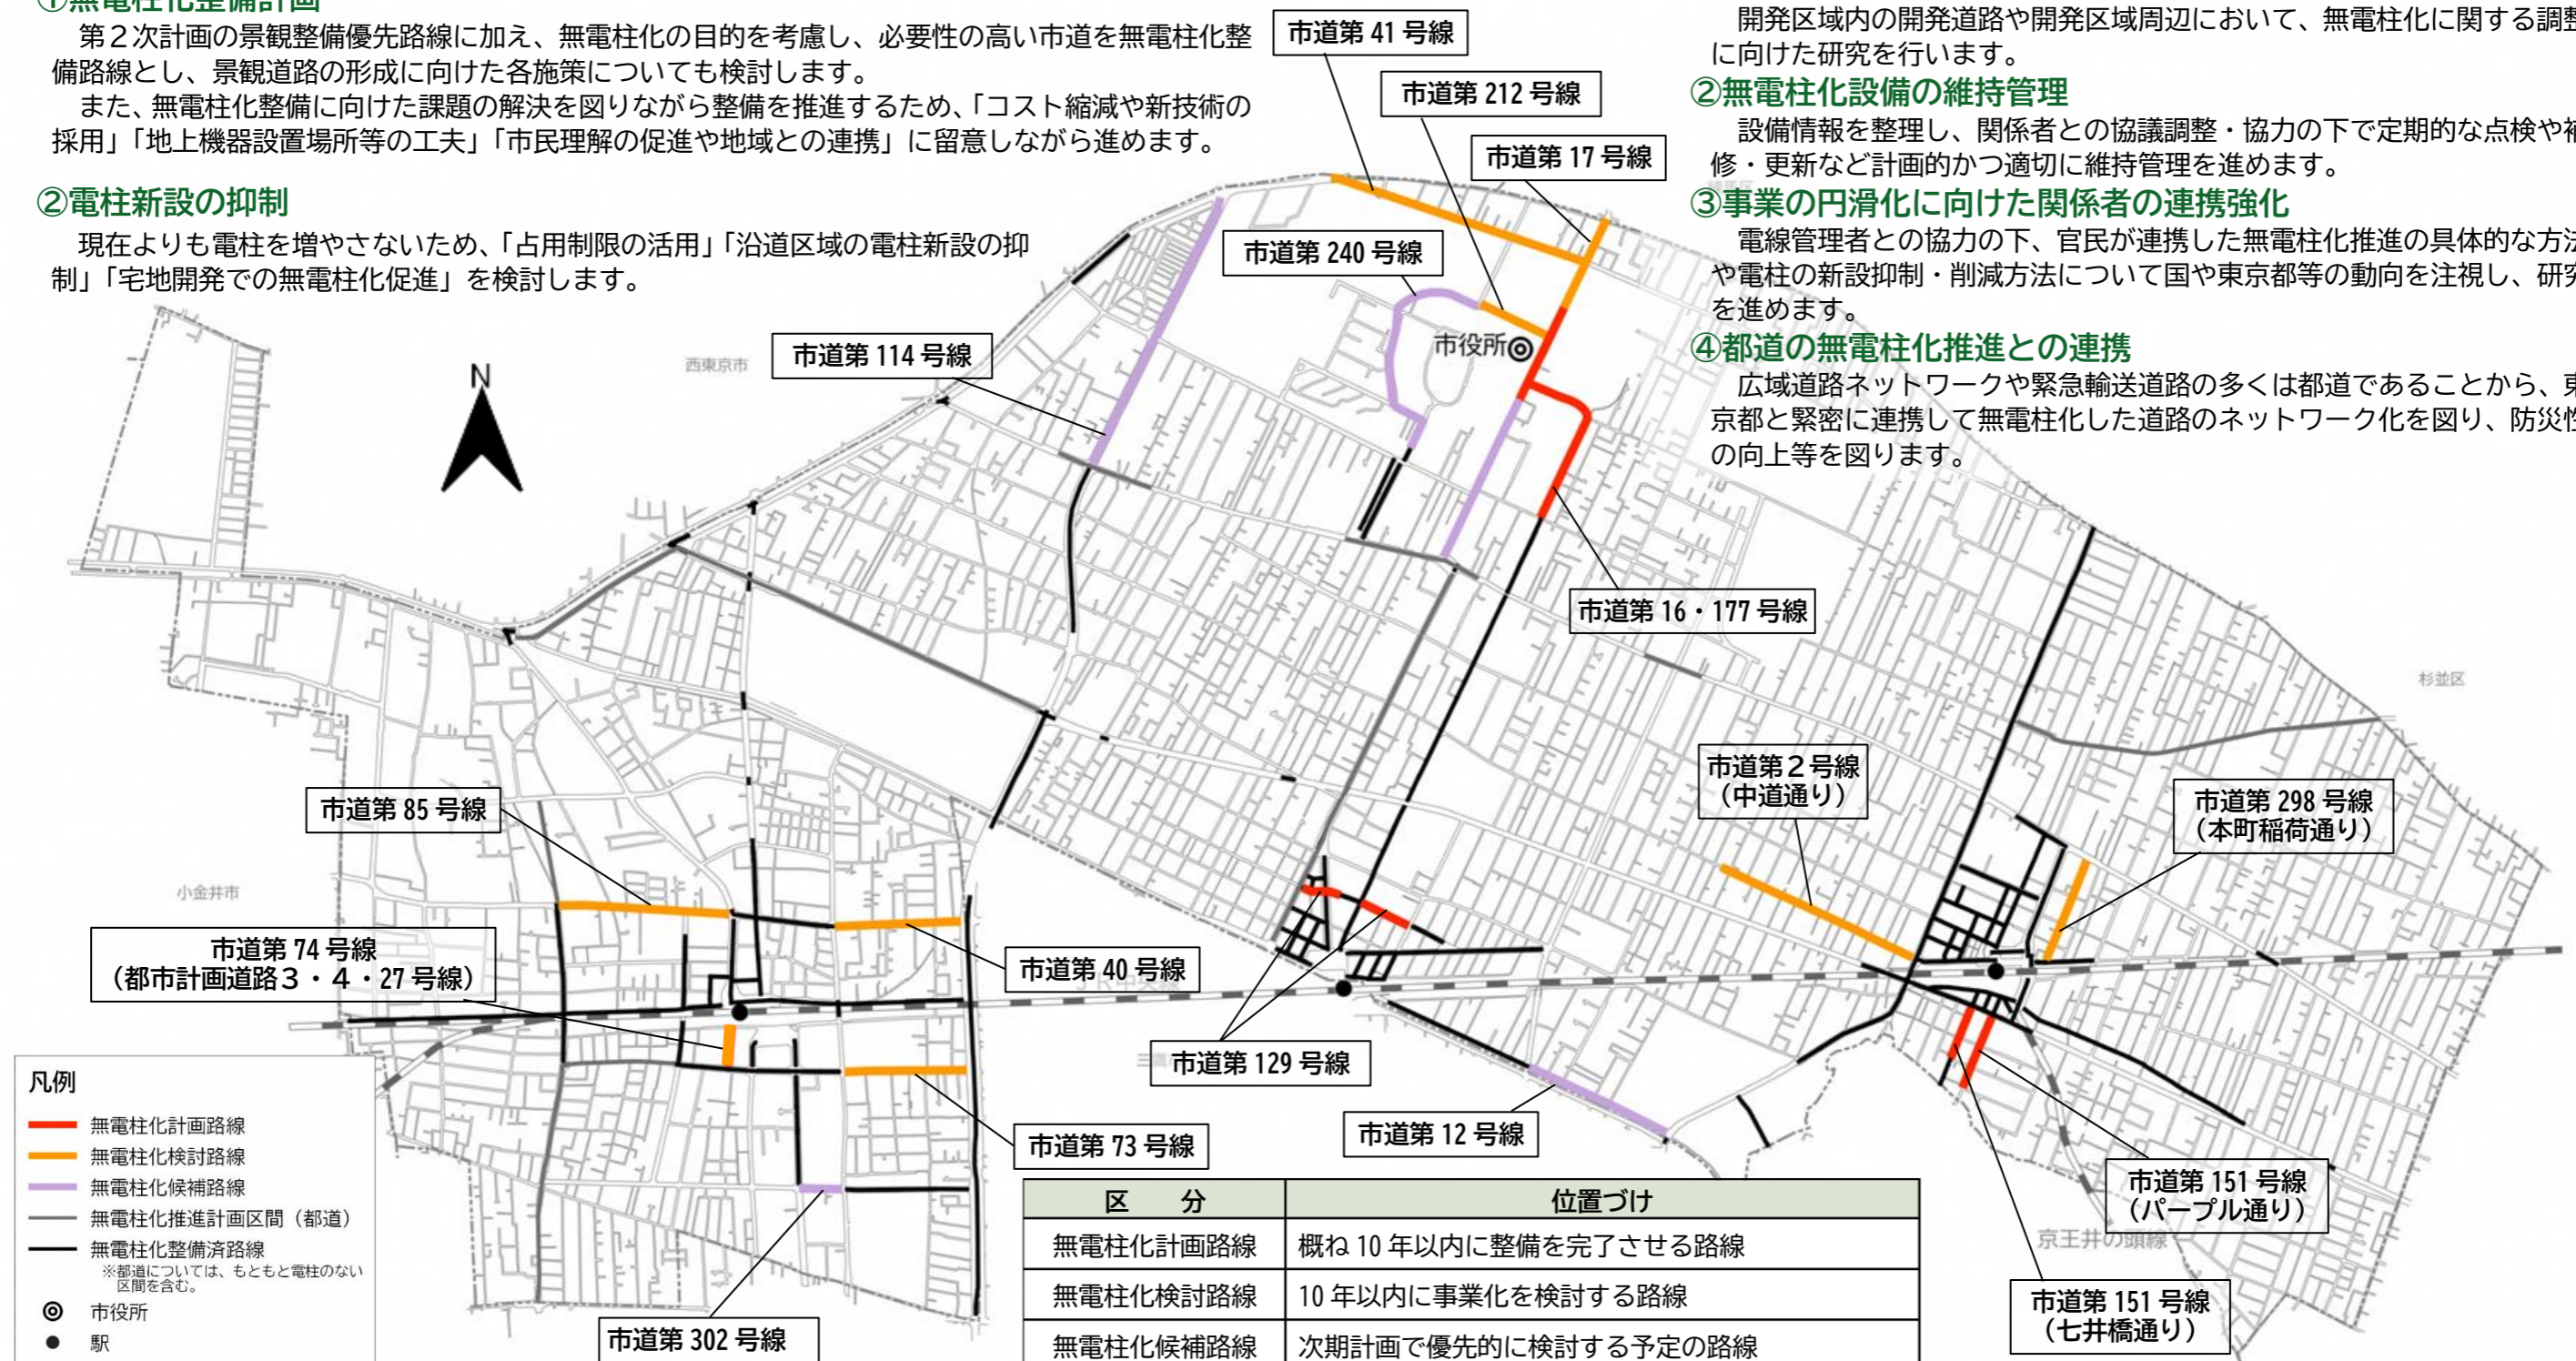 ①無電柱化整備計画
　第２次計画の景観整備優先路線に加え、無電柱化の目的を考慮し、必要性の高い市道を無電柱化整
備路線とし、景観道路の形成に向けた各施策についても検討します。
　また、無電柱化整備に向けた課題の解決を図りながら整備を推進するため、「コスト縮減や新技術の
採用」「地上機器設置場所等の工夫」「市民理解の促進や地域との連携」に留意しながら進めます。
②電柱新設の抑制
　現在よりも電柱を増やさないため、「占用制限の活用」「沿道区域の電柱新設の抑
制」「宅地開発での無電柱化促進」を検討します。
　開発区域内の開発道路や開発区域周辺において、無電柱化に関する調整
に向けた研究を行います。
②無電柱化設備の維持管理
　設備情報を整理し、関係者との協議調整・協力の下で定期的な点検や補
修・更新など計画的かつ適切に維持管理を進めます。
③事業の円滑化に向けた関係者の連携強化
　電線管理者との協力の下、官民が連携した無電柱化推進の具体的な方法
や電柱の新設抑制・削減方法について国や東京都等の動向を注視し、研究
を進めます。
④都道の無電柱化推進との連携
　広域道路ネットワークや緊急輸送道路の多くは都道であることから、東
京都と緊密に連携して無電柱化した道路のネットワーク化を図り、防災性
の向上等を図ります。
市道第 41 号線
市道第 212 号線
市道第 17 号線
市道第 240 号線
市役所
市道第 114 号線
西東京市
N
市道第 16・177 号線
杉並区
市道第２号線
（中道通り）
市道第 298 号線
（本町稲荷通り）
市道第 85 号線
小金井市
市道第 74 号線
（都市計画道路３・４・27 号線）
市道第 40 号線
JR中央線
市道第 129 号線
市道第 12 号線
市道第 73 号線
市道第 151 号線
（パープル通り）
京王井の頭線
市道第 151 号線
（七井橋通り）
市道第 302 号線
凡例
無電柱化計画路線
無電柱化検討路線
無電柱化候補路線
無電柱化推進計画区間（都道）
無電柱化整備済路線
※都道については、もともと電柱のない
区間を含む。
市役所
駅
区　分　位置づけ
無電柱化計画路線　概ね 10 年以内に整備を完了させる路線
無電柱化検討路線　10 年以内に事業化を検討する路線
無電柱化候補路線　次期計画で優先的に検討する予定の路線